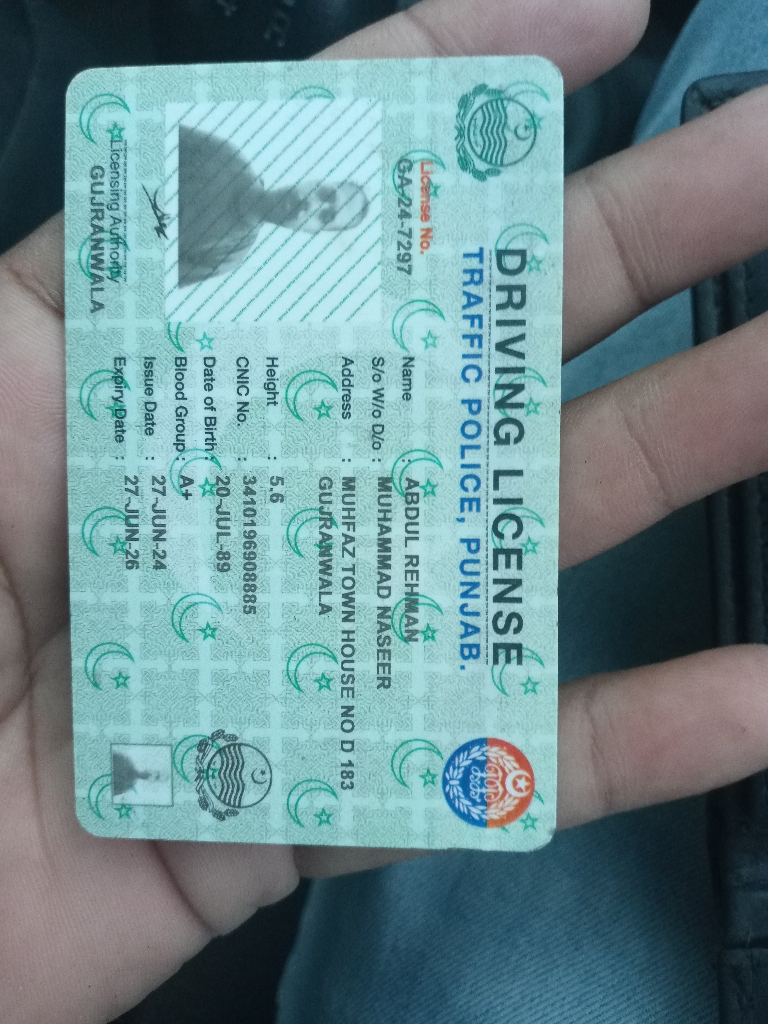 DRIVING LICENSE
TRAFFIC POLICE, PUNJAB.
License No.
GA-24-7297
Name : ABDUL REHMAN
S/o W/o D/o : MUHAMMAD NASEER
Address : MUHFAZ TOWN HOUSE NO D 183
GUJRANWALA
Height : 5.6
CNIC No. : 3410196908885
Date of Birth : 20-JUL-89
Blood Group : A+
Issue Date : 27-JUN-24
Expiry Date : 27-JUN-26
Licensing Authority
GUJRANWALA